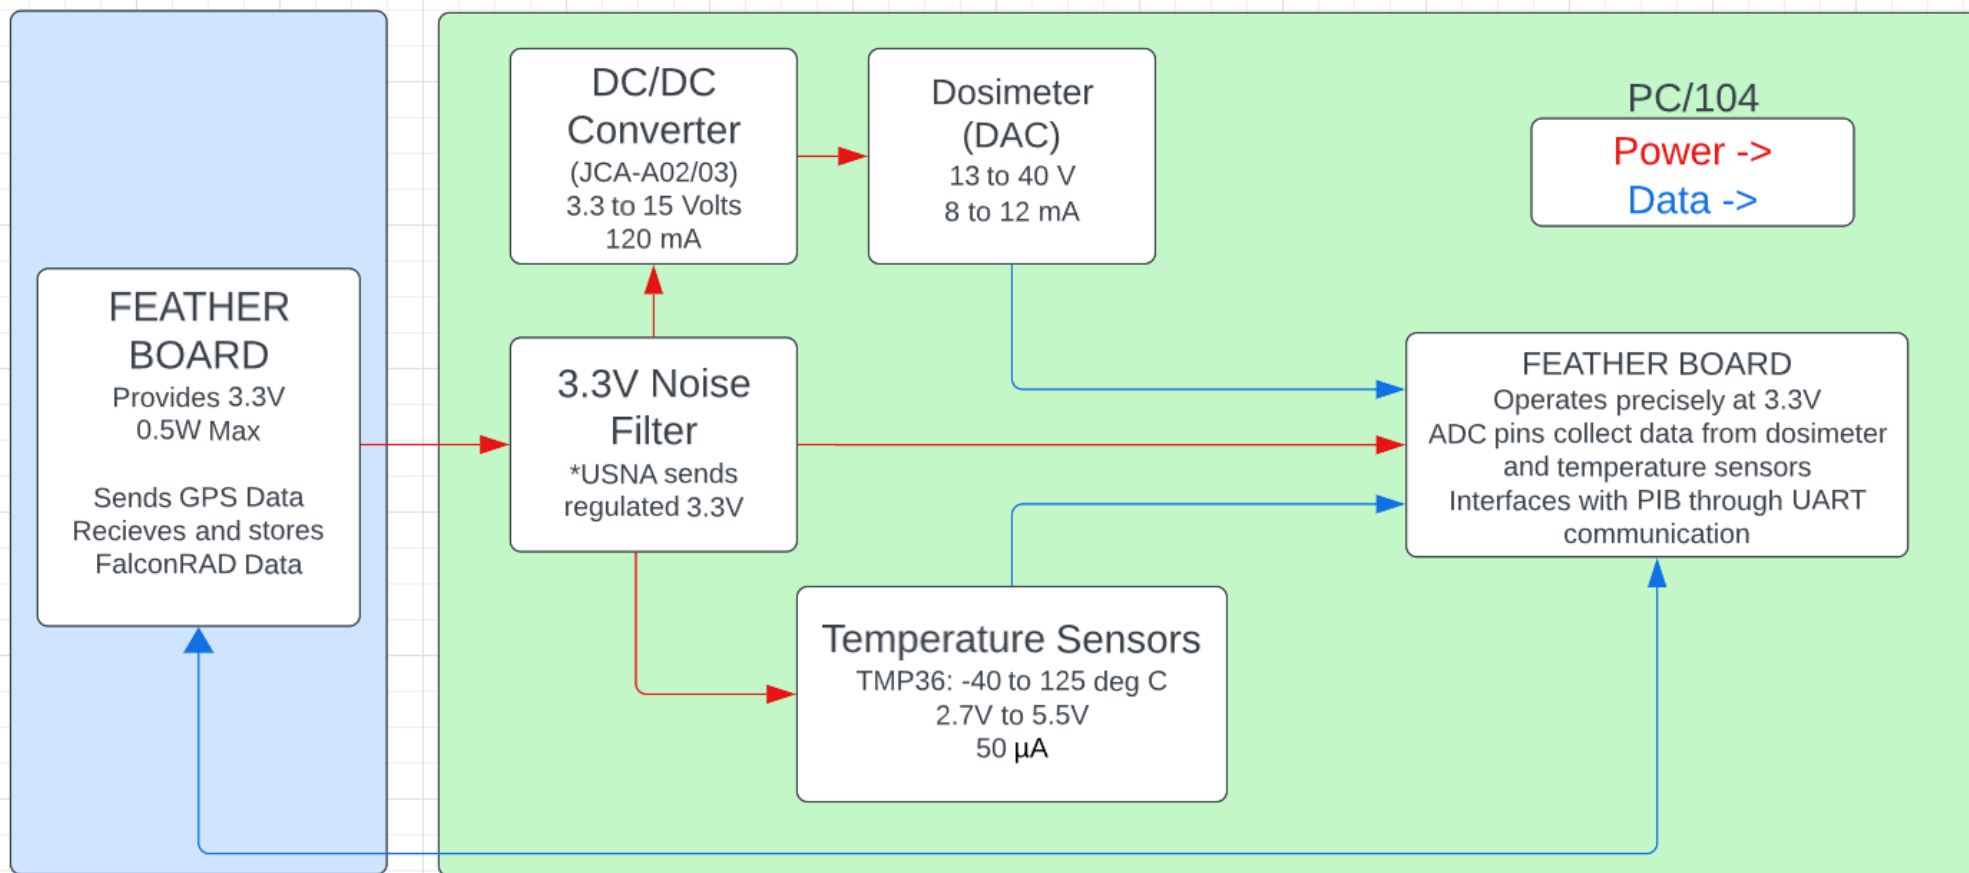 FEATHER
BOARD
Provides 3.3V
0.5W Max
Sends GPS Data
Recieves and stores
FalconRAD Data
DC/DC
Converter
(JCA-A02/03)
3.3 to 15 Volts
120 mA
Dosimeter
(DAC)
13 to 40 V
8 to 12 mA
PC/104
Power ->
Data ->
3.3V Noise
Filter
*USNA sends
regulated 3.3V
FEATHER BOARD
Operates precisely at 3.3V
ADC pins collect data from dosimeter
and temperature sensors
Interfaces with PIB through UART
communication
Temperature Sensors
TMP36: -40 to 125 deg C
2.7V to 5.5V
50 µA